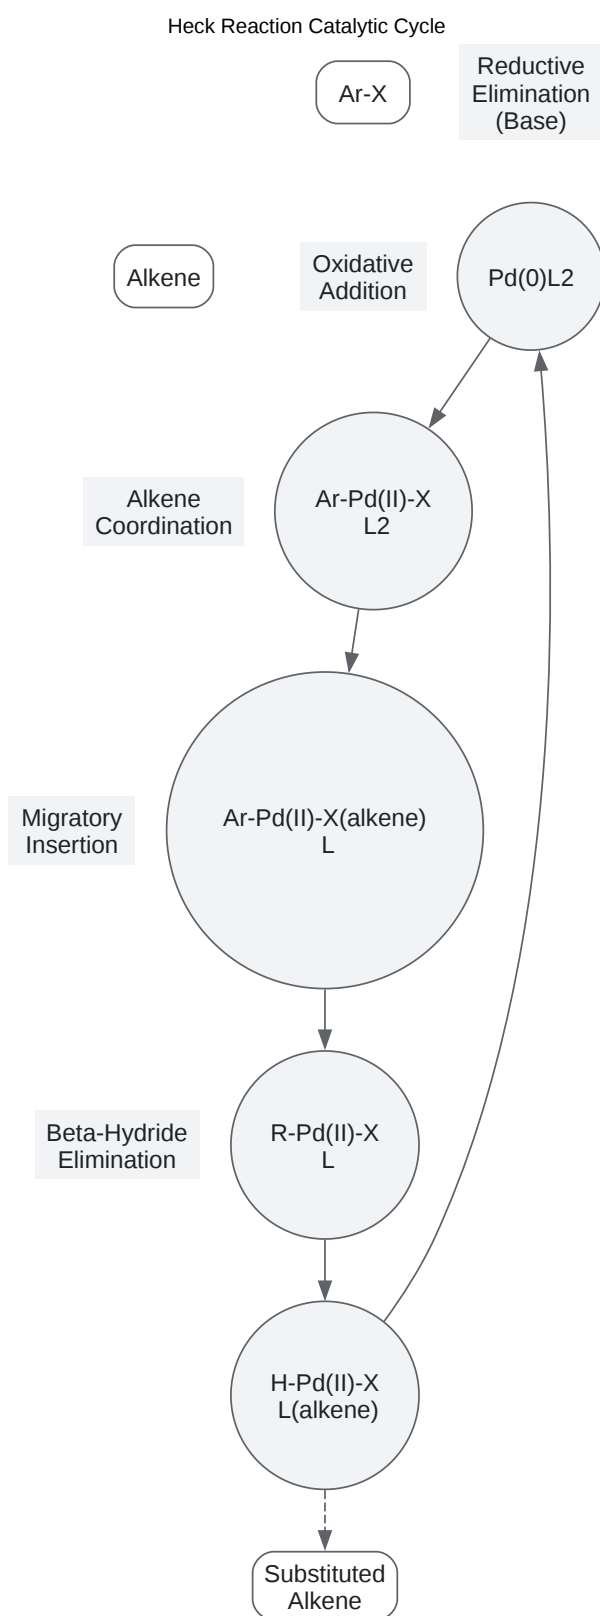 Heck Reaction Catalytic Cycle
Ar-X
Reductive
Elimination
(Base)
Alkene
Oxidative
Addition
Pd(0)L2
Alkene
Coordination
Ar-Pd(II)-X
L2
Migratory
Insertion
Ar-Pd(II)-X(alkene)
L
Beta-Hydride
Elimination
R-Pd(II)-X
L
H-Pd(II)-X
L(alkene)
Substituted
Alkene